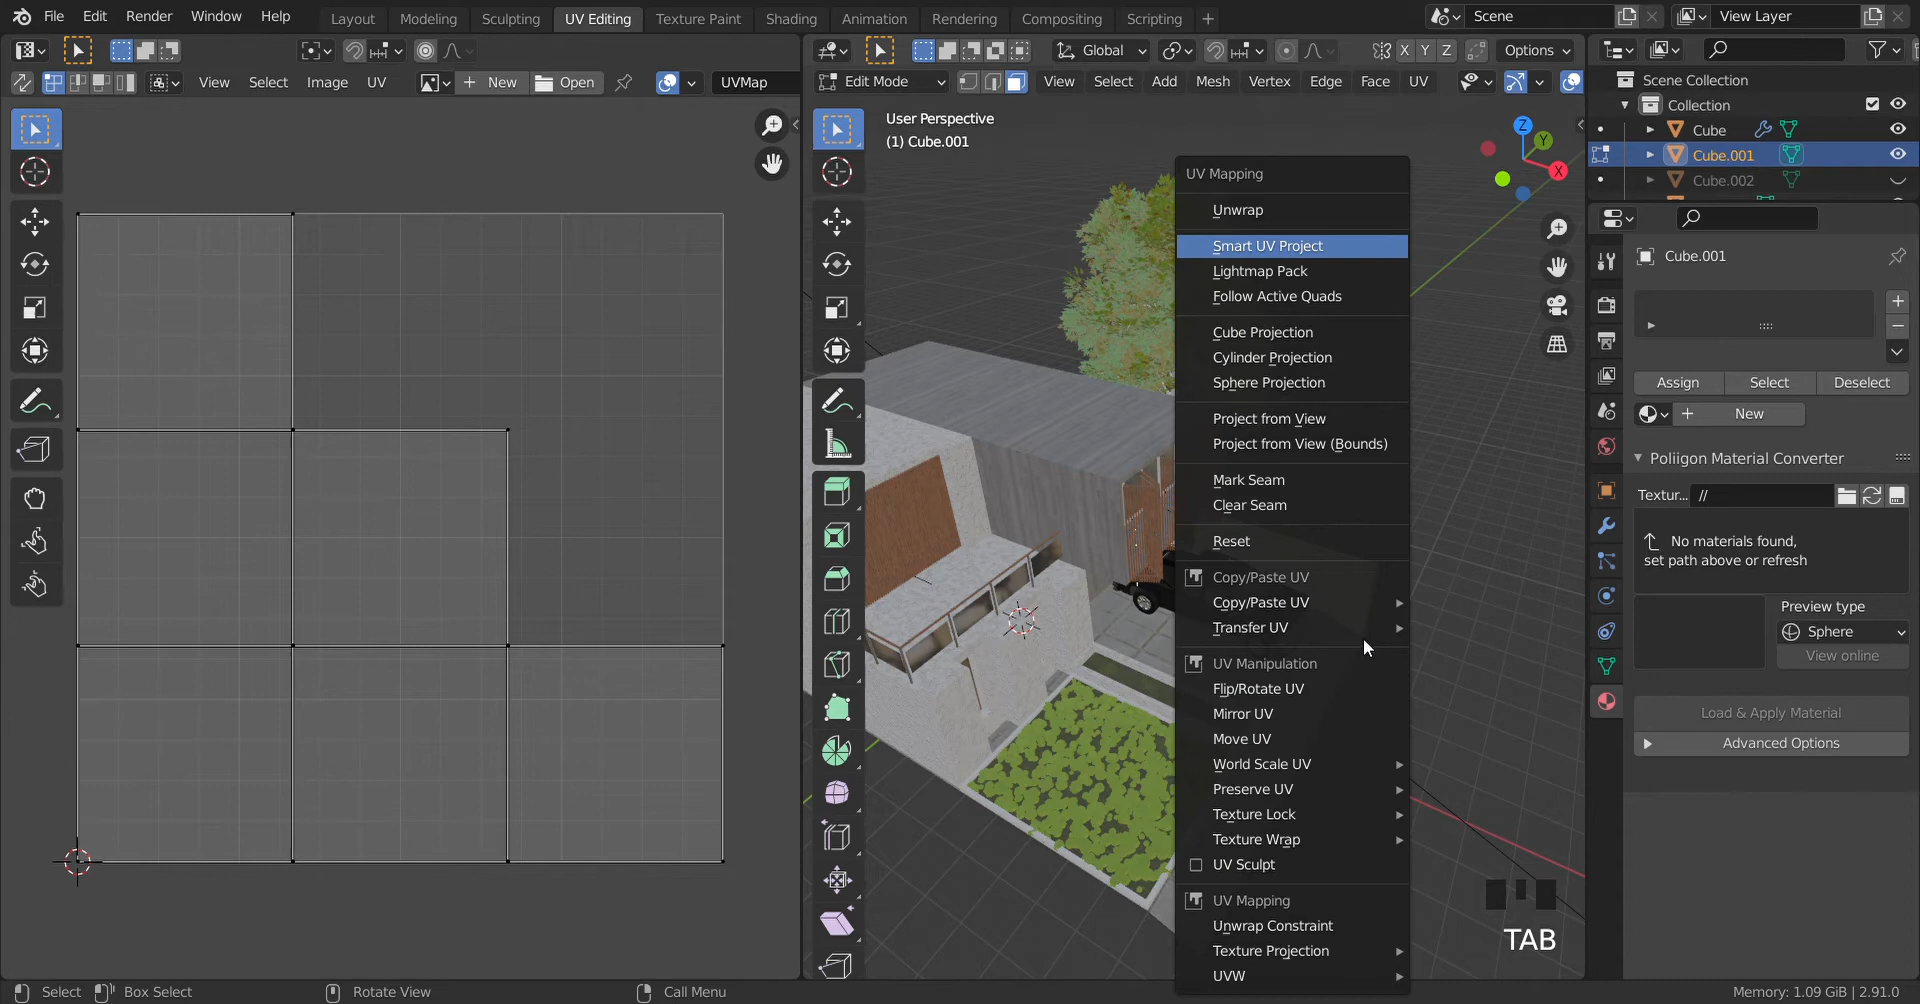 File Edit Render Window Help Layout Modeling Sculpting UV Editing Texture Paint Shading Animation Rendering Compositing Scripting + Scene View Layer
Global X Y Z Options
View Select Image UV + New Open UVMap Edit Mode View Select Add Mesh Vertex Edge Face UV
Scene Collection
Collection
Cube
Cube.001
Cube.002
User Perspective
(1) Cube.001
Z
Y
X
UV Mapping
Unwrap
Smart UV Project
Lightmap Pack
Follow Active Quads
Cube Projection
Cylinder Projection
Sphere Projection
Project from View
Project from View (Bounds)
Mark Seam
Clear Seam
Reset
Copy/Paste UV
Copy/Paste UV
Transfer UV
UV Manipulation
Flip/Rotate UV
Mirror UV
Move UV
World Scale UV
Preserve UV
Texture Lock
Texture Wrap
UV Sculpt
UV Mapping
Unwrap Constraint
Texture Projection
UVW
Cube.001
Assign Select Deselect
+ New
Poliigon Material Converter
Textur... //
No materials found,
set path above or refresh
Preview type
Sphere
View online
Load & Apply Material
Advanced Options
TAB
Select Box Select Rotate View Call Menu Memory: 1.09 GiB | 2.91.0